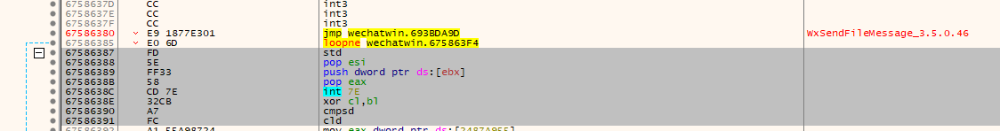 6758637D CC int3
6758637E CC int3
6758637F CC int3
67586380 E9 1877E301 jmp wechatwin.693BDA9D WxSendFileMessage_3.5.0.46
67586385 E0 6D loopne wechatwin.675863F4
67586387 FD std
67586388 5E pop esi
67586389 FF33 push dword ptr ds:[ebx]
6758638B 58 pop eax
6758638C CD 7E int 7E
6758638E 32CB xor cl,bl
67586390 A7 cmpsd
67586391 FC cld
67586392 A1 55A98724 mov eax,dword ptr ds:[2487A955]